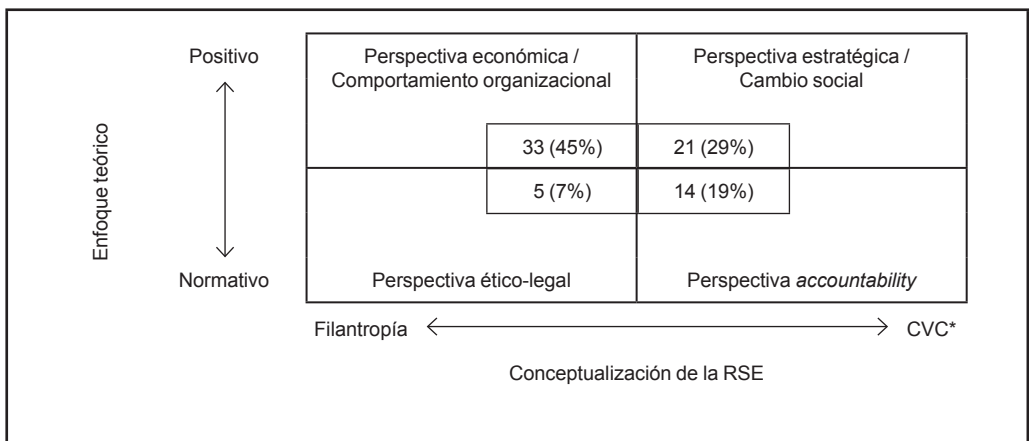 Positivo
Perspectiva económica /
Comportamiento organizacional
Perspectiva estratégica /
Cambio social
33 (45%)
21 (29%)
Enfoque teórico
5 (7%)
14 (19%)
Normativo
Perspectiva ético-legal
Perspectiva accountability
Filantropía
CVC*
Conceptualización de la RSE